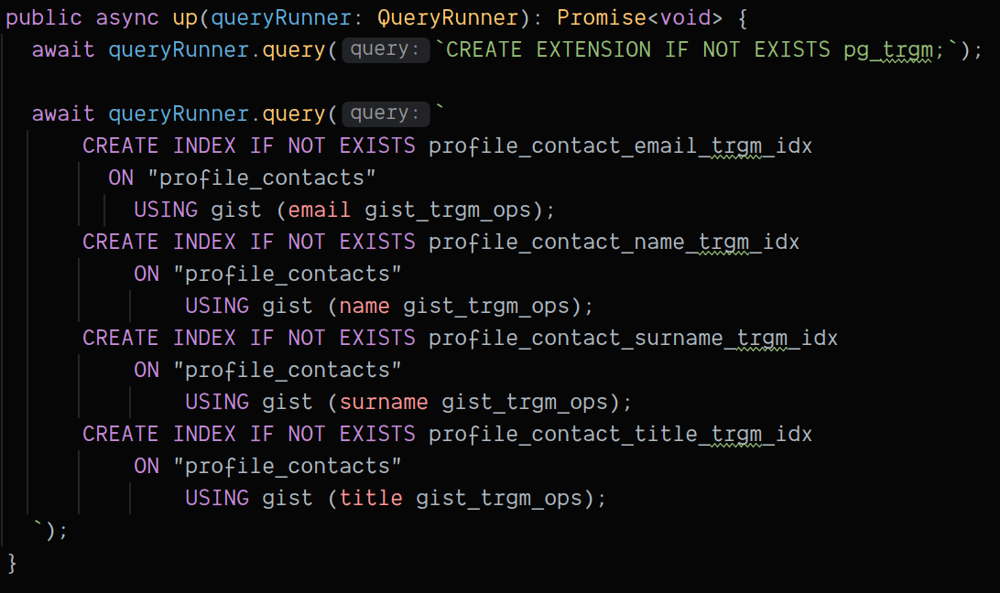 public async up(queryRunner: QueryRunner): Promise<void> {
await queryRunner.query( query: `CREATE EXTENSION IF NOT EXISTS pg_trgm;`);
await queryRunner.query( query: `
CREATE INDEX IF NOT EXISTS profile_contact_email_trgm_idx
ON "profile_contacts"
USING gist (email gist_trgm_ops);
CREATE INDEX IF NOT EXISTS profile_contact_name_trgm_idx
ON "profile_contacts"
USING gist (name gist_trgm_ops);
CREATE INDEX IF NOT EXISTS profile_contact_surname_trgm_idx
ON "profile_contacts"
USING gist (surname gist_trgm_ops);
CREATE INDEX IF NOT EXISTS profile_contact_title_trgm_idx
ON "profile_contacts"
USING gist (title gist_trgm_ops);
`);
}